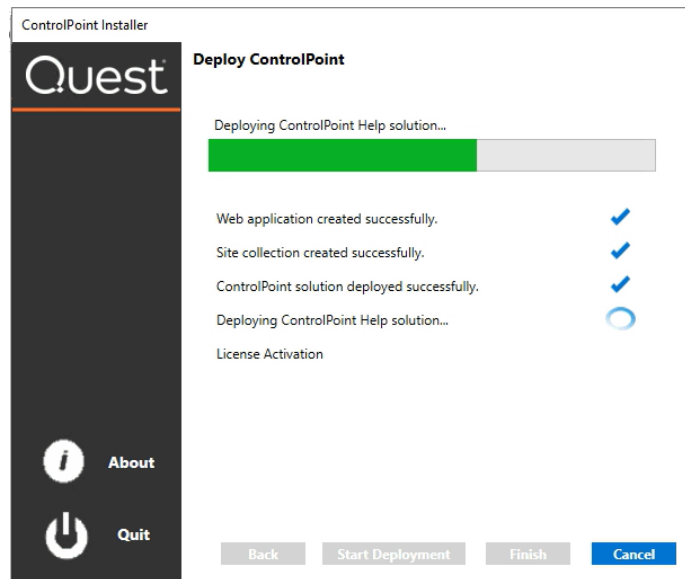 ControlPoint Installer
Quest
Deploy ControlPoint
Deploying ControlPoint Help solution...
Web application created successfully.
Site collection created successfully.
ControlPoint solution deployed successfully.
Deploying ControlPoint Help solution...
License Activation
i About
Quit
Back Start Deployment Finish Cancel